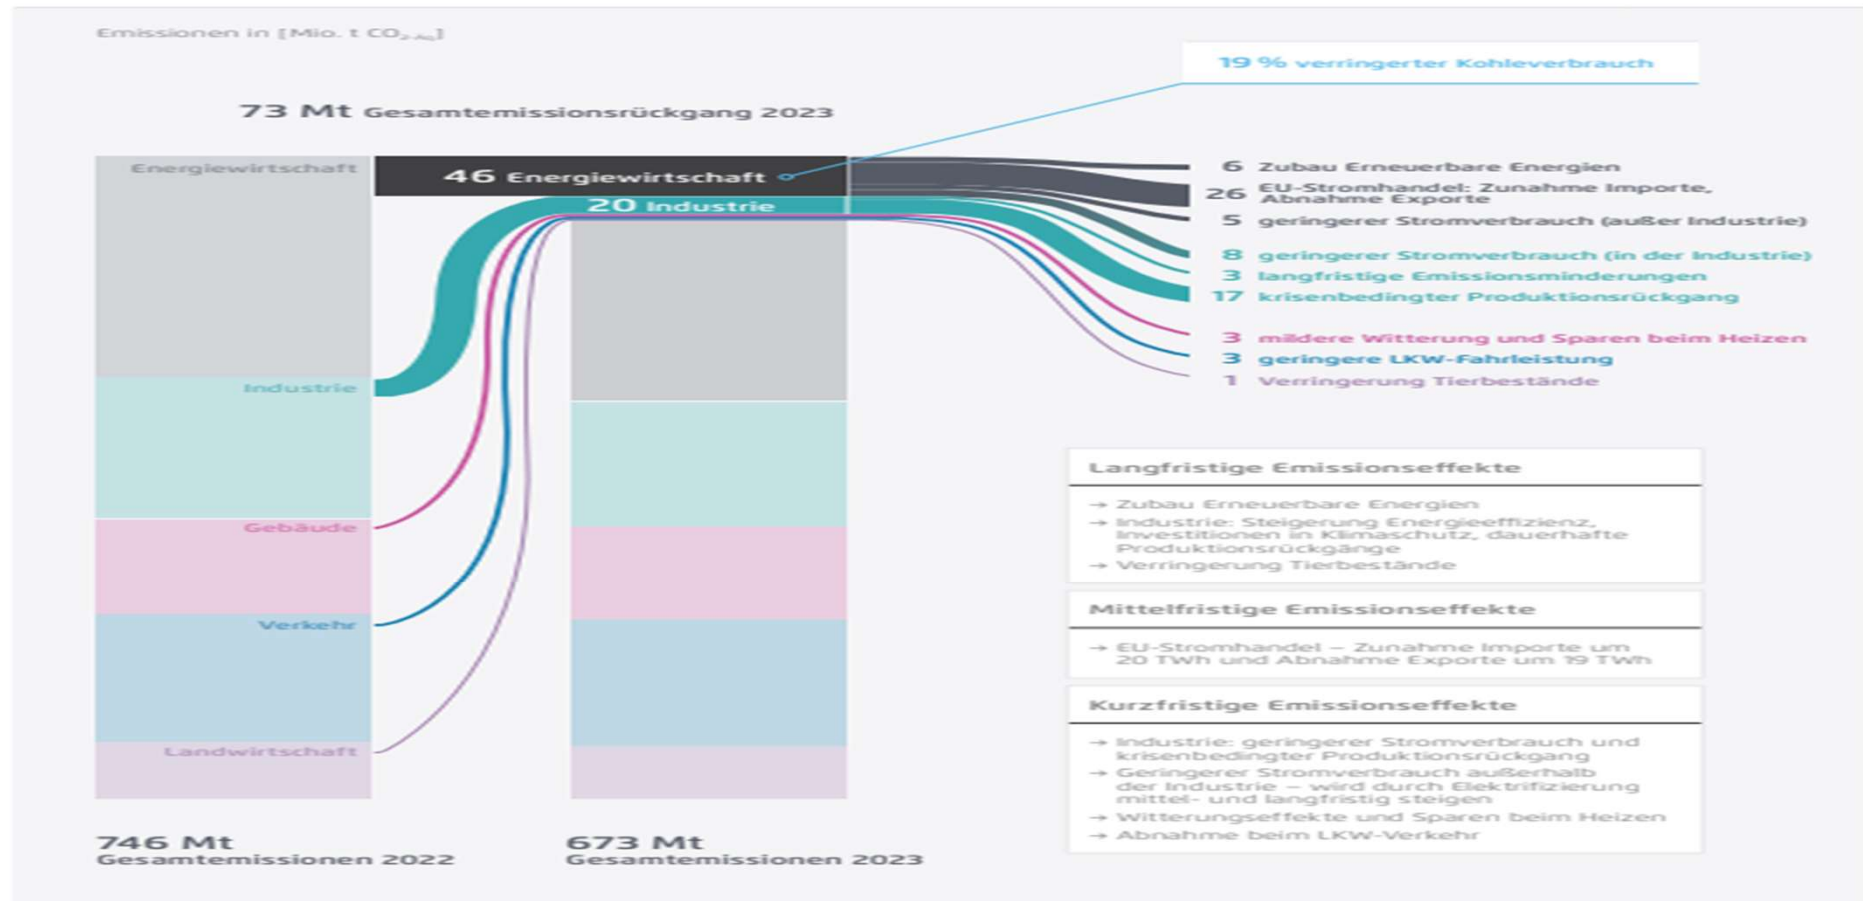 Emissionen in [Mio. t CO₂-Äq]
19 % verringerter Kohleverbrauch
73 Mt Gesamtemissionsrückgang 2023
Energiewirtschaft
46 Energiewirtschaft
20 Industrie
6 Zubau Erneuerbare Energien
26 EU-Stromhandel: Zunahme Importe,
Abnahme Exporte
5 geringerer Stromverbrauch (außer Industrie)
8 geringerer Stromverbrauch (in der Industrie)
3 langfristige Emissionsminderungen
17 krisenbedingter Produktionsrückgang
3 mildere Witterung und Sparen beim Heizen
3 geringere LKW-Fahrleistung
1 Verringerung Tierbestände
Industrie
Gebäude
Verkehr
Landwirtschaft
746 Mt
Gesamtemissionen 2022
673 Mt
Gesamtemissionen 2023
Langfristige Emissionseffekte
→ Zubau Erneuerbare Energien
→ Industrie: Steigerung Energieeffizienz,
Investitionen in Klimaschutz, dauerhafte
Produktionsrückgänge
→ Verringerung Tierbestände
Mittelfristige Emissionseffekte
→ EU-Stromhandel – Zunahme Importe um
20 TWh und Abnahme Exporte um 19 TWh
Kurzfristige Emissionseffekte
→ Industrie: geringerer Stromverbrauch und
krisenbedingter Produktionsrückgang
→ Geringerer Stromverbrauch außerhalb
der Industrie – wird durch Elektrifizierung
mittel- und langfristig steigen
→ Witterungseffekte und Sparen beim Heizen
→ Abnahme beim LKW-Verkehr